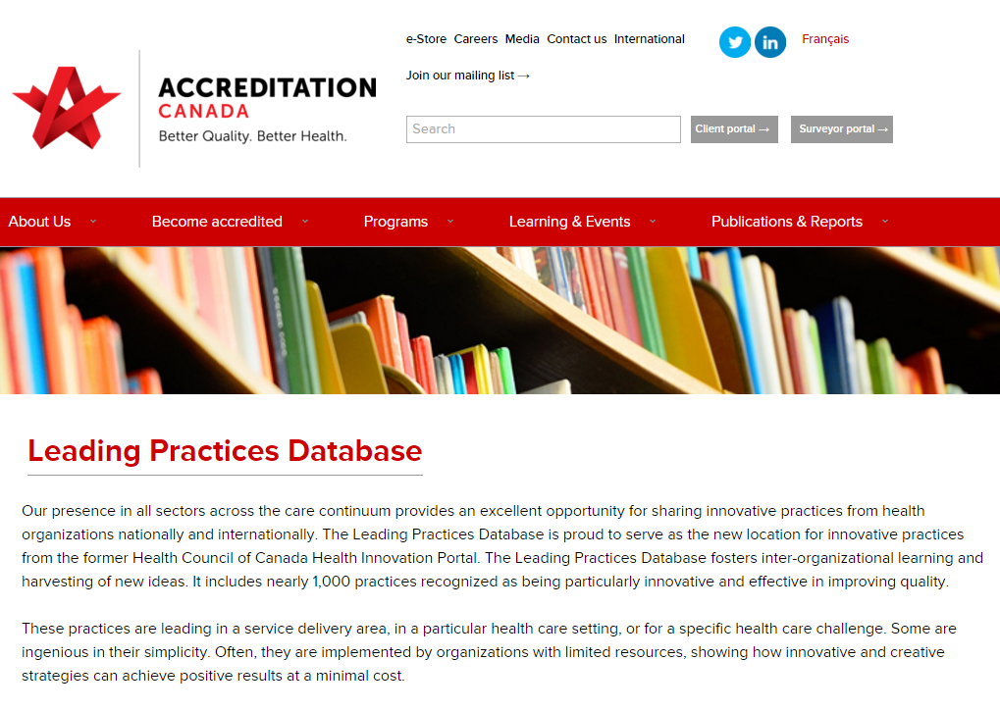 e-Store Careers Media Contact us International
Français
Join our mailing list →
ACCREDITATION
CANADA
Better Quality. Better Health.
Search
Client portal →
Surveyor portal →
About Us
Become accredited
Programs
Learning & Events
Publications & Reports
Leading Practices Database
Our presence in all sectors across the care continuum provides an excellent opportunity for sharing innovative practices from health
organizations nationally and internationally. The Leading Practices Database is proud to serve as the new location for innovative practices
from the former Health Council of Canada Health Innovation Portal. The Leading Practices Database fosters inter-organizational learning and
harvesting of new ideas. It includes nearly 1,000 practices recognized as being particularly innovative and effective in improving quality.
These practices are leading in a service delivery area, in a particular health care setting, or for a specific health care challenge. Some are
ingenious in their simplicity. Often, they are implemented by organizations with limited resources, showing how innovative and creative
strategies can achieve positive results at a minimal cost.